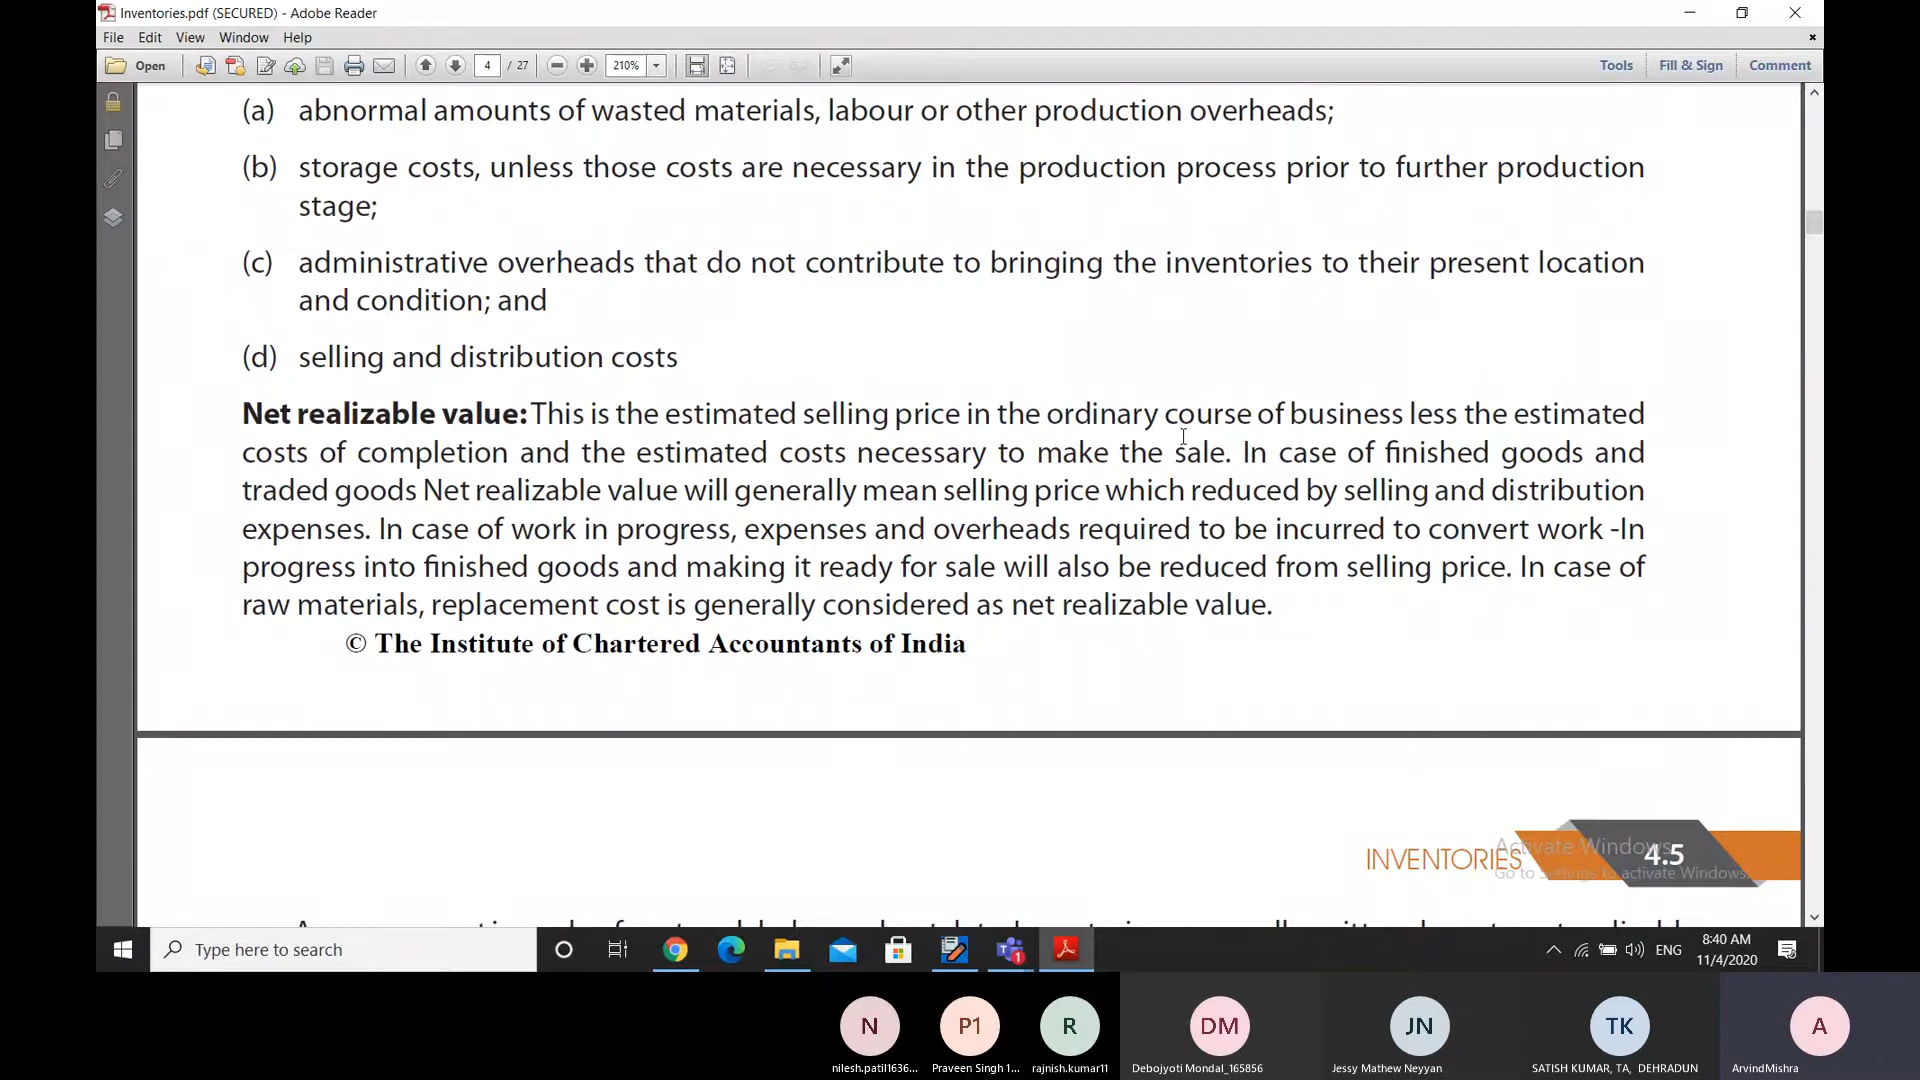 Inventories.pdf (SECURED) - Adobe Reader
File Edit View Window Help
Open 4 / 27 210% Tools Fill & Sign Comment
(a) abnormal amounts of wasted materials, labour or other production overheads;
(b) storage costs, unless those costs are necessary in the production process prior to further production
stage;
(c) administrative overheads that do not contribute to bringing the inventories to their present location
and condition; and
(d) selling and distribution costs
Net realizable value: This is the estimated selling price in the ordinary course of business less the estimated
costs of completion and the estimated costs necessary to make the sale. In case of finished goods and
traded goods Net realizable value will generally mean selling price which reduced by selling and distribution
expenses. In case of work in progress, expenses and overheads required to be incurred to convert work -In
progress into finished goods and making it ready for sale will also be reduced from selling price. In case of
raw materials, replacement cost is generally considered as net realizable value.
© The Institute of Chartered Accountants of India
INVENTORIES 4.5
Activate Windows
Go to Settings to activate Windows.
Type here to search
1
ENG
8:40 AM
11/4/2020
N P1 R DM JN TK A
nilesh.patil1636... Praveen Singh 1... rajnish.kumar11 Debojyoti Mondal_165856 Jessy Mathew Neyyan SATISH KUMAR, TA, DEHRADUN ArvindMishra